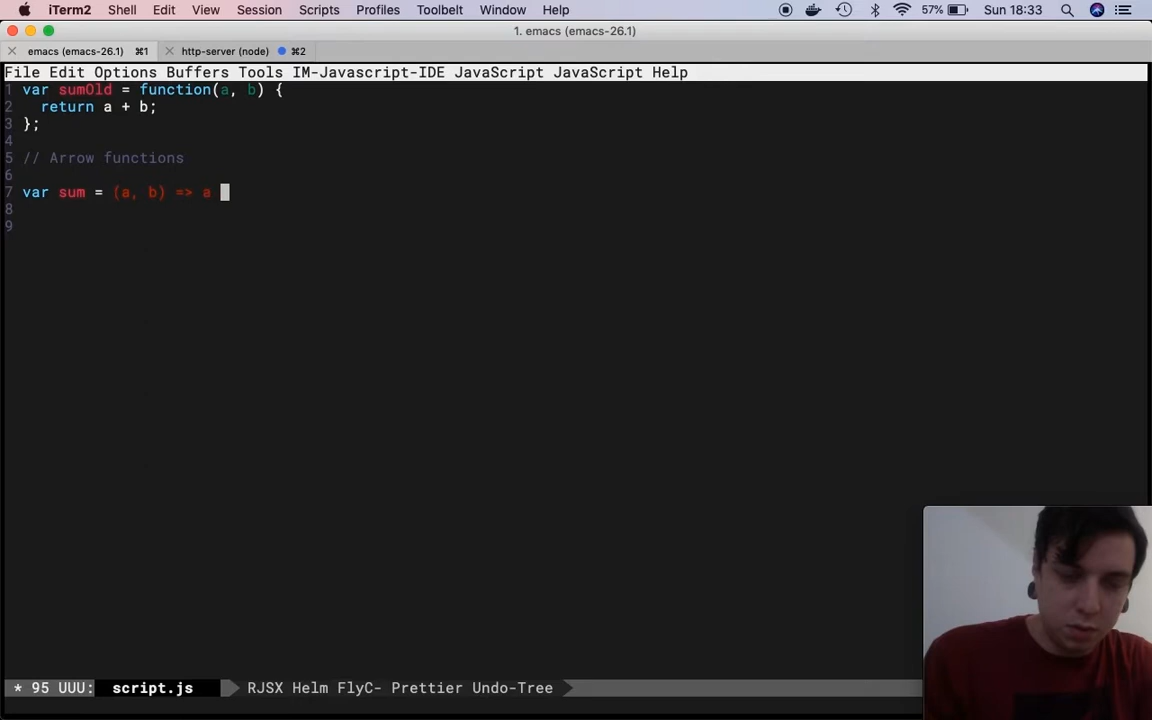 iTerm2 Shell Edit View Session Scripts Profiles Toolbelt Window Help 57% Sun 18:33
1. emacs (emacs-26.1)
emacs (emacs-26.1) ⌘1 http-server (node) ⌘2
File Edit Options Buffers Tools IM-Javascript-IDE JavaScript JavaScript Help
1 var sumOld = function(a, b) {
2 return a + b;
3 };
4
5 // Arrow functions
6
7 var sum = (a, b) => a
8
9
* 95 UUU: script.js RJSX Helm FlyC- Prettier Undo-Tree